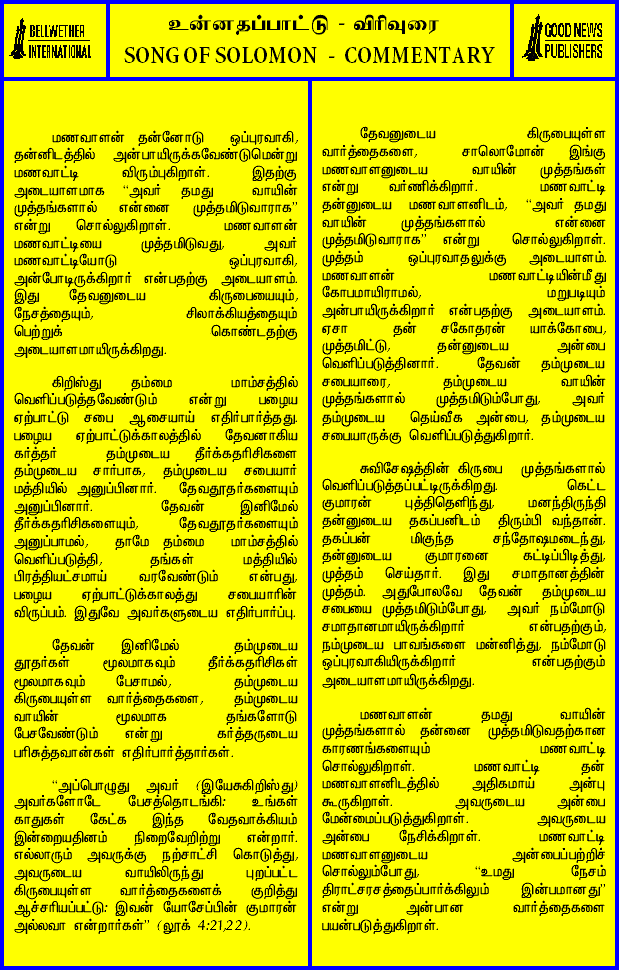 BELLWETHER
INTERNATIONAL
உன்னதப்பாட்டு - விரிவுரை
SONG OF SOLOMON - COMMENTARY
GOOD NEWS
PUBLISHERS
மணவாளன் தன்னோடு ஒப்புரவாகி,
தன்னிடத்தில் அன்பாயிருக்கவேண்டுமென்று
மணவாட்டி விரும்புகிறாள். இதற்கு
அடையாளமாக “அவர் தமது வாயின்
முத்தங்களால் என்னை முத்தமிடுவாராக”
என்று சொல்லுகிறாள். மணவாளன்
மணவாட்டியை முத்தமிடுவது, அவர்
மணவாட்டியோடு ஒப்புரவாகி,
அன்போடிருக்கிறார் என்பதற்கு அடையாளம்.
இது தேவனுடைய கிருபையையும்,
நேசத்தையும், சிலாக்கியத்தையும்
பெற்றுக் கொண்டதற்கு
அடையாளமாயிருக்கிறது.
கிறிஸ்து தம்மை மாம்சத்தில்
வெளிப்படுத்தவேண்டும் என்று பழைய
ஏற்பாட்டு சபை ஆசையாய் எதிர்பார்த்தது.
பழைய ஏற்பாட்டுக்காலத்தில் தேவனாகிய
கர்த்தர் தம்முடைய தீர்க்கதரிசிகளை
தம்முடைய சார்பாக, தம்முடைய சபையார்
மத்தியில் அனுப்பினார். தேவதூதர்களையும்
அனுப்பினார். தேவன் இனிமேல்
தீர்க்கதரிசிகளையும், தேவதூதர்களையும்
அனுப்பாமல், தாமே தம்மை மாம்சத்தில்
வெளிப்படுத்தி, தங்கள் மத்தியில்
பிரத்தியட்சமாய் வரவேண்டும் என்பது,
பழைய ஏற்பாட்டுகாலத்து சபையாரின்
விருப்பம். இதுவே அவர்களுடைய எதிர்பார்ப்பு.
தேவன் இனிமேல் தம்முடைய
தூதர்கள் மூலமாகவும் தீர்க்கதரிசிகள்
மூலமாகவும் பேசாமல், தம்முடைய
கிருபையுள்ள வார்த்தைகளை, தம்முடைய
வாயின் மூலமாக தங்களோடு
பேசவேண்டும் என்று கர்த்தருடைய
பரிசுத்தவான்கள் எதிர்பார்த்தார்கள்.
“அப்பொழுது அவர் (இயேசுகிறிஸ்து)
அவர்களோடே பேசத்தொடங்கி: உங்கள்
காதுகள் கேட்க இந்த வேதவாக்கியம்
இன்றையதினம் நிறைவேறிற்று என்றார்.
எல்லாரும் அவருக்கு நற்சாட்சி கொடுத்து,
அவருடைய வாயிலிருந்து புறப்பட்ட
கிருபையுள்ள வார்த்தைகளைக் குறித்து
ஆச்சரியப்பட்டு: இவன் யோசேப்பின் குமாரன்
அல்லவா என்றார்கள்” (லூக் 4:21,22).
தேவனுடைய கிருபையுள்ள
வார்த்தைகளை, சாலொமோன் இங்கு
மணவாளனுடைய வாயின் முத்தங்கள்
என்று வர்ணிக்கிறார். மணவாட்டி
தன்னுடைய மணவாளனிடம், “அவர் தமது
வாயின் முத்தங்களால் என்னை
முத்தமிடுவாராக” என்று சொல்லுகிறாள்.
முத்தம் ஒப்புரவாதலுக்கு அடையாளம்.
மணவாளன் மணவாட்டியின்மீது
கோபமாயிராமல், மறுபடியும்
அன்பாயிருக்கிறார் என்பதற்கு அடையாளம்.
ஏசா தன் சகோதரன் யாக்கோபை,
முத்தமிட்டு, தன்னுடைய அன்பை
வெளிப்படுத்தினார். தேவன் தம்முடைய
சபையாரை, தம்முடைய வாயின்
முத்தங்களால் முத்தமிடும்போது, அவர்
தம்முடைய தெய்வீக அன்பை, தம்முடைய
சபையாருக்கு வெளிப்படுத்துகிறார்.
சுவிசேஷத்தின் கிருபை முத்தங்களால்
வெளிப்படுத்தப்பட்டிருக்கிறது. கெட்ட
குமாரன் புத்திதெளிந்து, மனந்திருந்தி
தன்னுடைய தகப்பனிடம் திரும்பி வந்தான்.
தகப்பன் மிகுந்த சந்தோஷமடைந்து,
தன்னுடைய குமாரனை கட்டிப்பிடித்து,
முத்தம் செய்தார். இது சமாதானத்தின்
முத்தம். அதுபோலவே தேவன் தம்முடைய
சபையை முத்தமிடும்போது, அவர் நம்மோடு
சமாதானமாயிருக்கிறார் என்பதற்கும்,
நம்முடைய பாவங்களை மன்னித்து, நம்மோடு
ஒப்புரவாகியிருக்கிறார் என்பதற்கும்
அடையாளமாயிருக்கிறது.
மணவாளன் தமது வாயின்
முத்தங்களால் தன்னை முத்தமிடுவதற்கான
காரணங்களையும் மணவாட்டி
சொல்லுகிறாள். மணவாட்டி தன்
மணவாளனிடத்தில் அதிகமாய் அன்பு
கூருகிறாள். அவருடைய அன்பை
மேன்மைப்படுத்துகிறாள். அவருடைய
அன்பை நேசிக்கிறாள். மணவாட்டி
மணவாளனுடைய அன்பைப்பற்றிச்
சொல்லும்போது, “உமது நேசம்
திராட்சரசத்தைப்பார்க்கிலும் இன்பமானது”
என்று அன்பான வார்த்தைகளை
பயன்படுத்துகிறாள்.